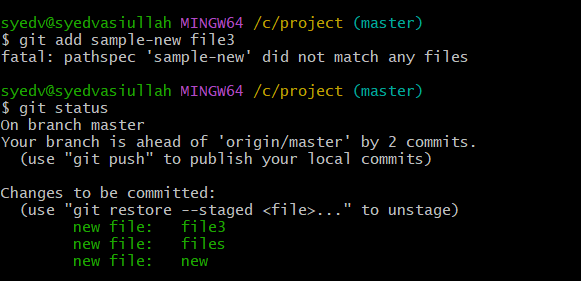 syedv@syedvasiullah MINGW64 /c/project (master)
$ git add sample-new file3
fatal: pathspec 'sample-new' did not match any files
syedv@syedvasiullah MINGW64 /c/project (master)
$ git status
On branch master
Your branch is ahead of 'origin/master' by 2 commits.
(use "git push" to publish your local commits)
Changes to be committed:
(use "git restore --staged <file>..." to unstage)
new file: file3
new file: files
new file: new